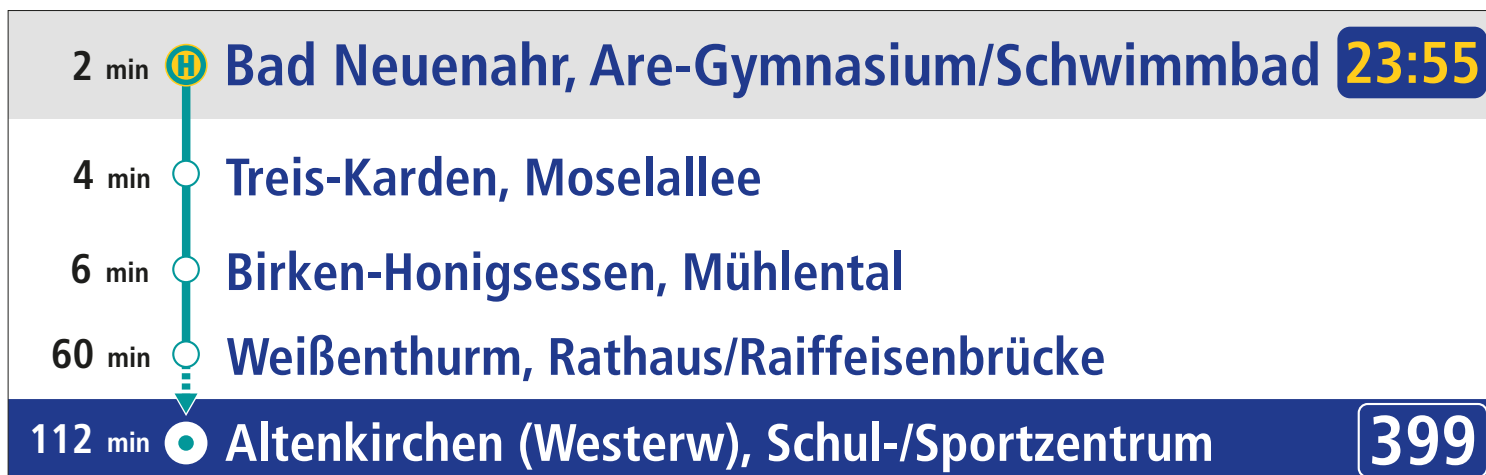 2 min H Bad Neuenahr, Are-Gymnasium/Schwimmbad 23:55
4 min Treis-Karden, Moselallee
6 min Birken-Honigsessen, Mühlental
60 min Weißenthurm, Rathaus/Raiffeisenbrücke
112 min Altenkirchen (Westerw), Schul-/Sportzentrum 399